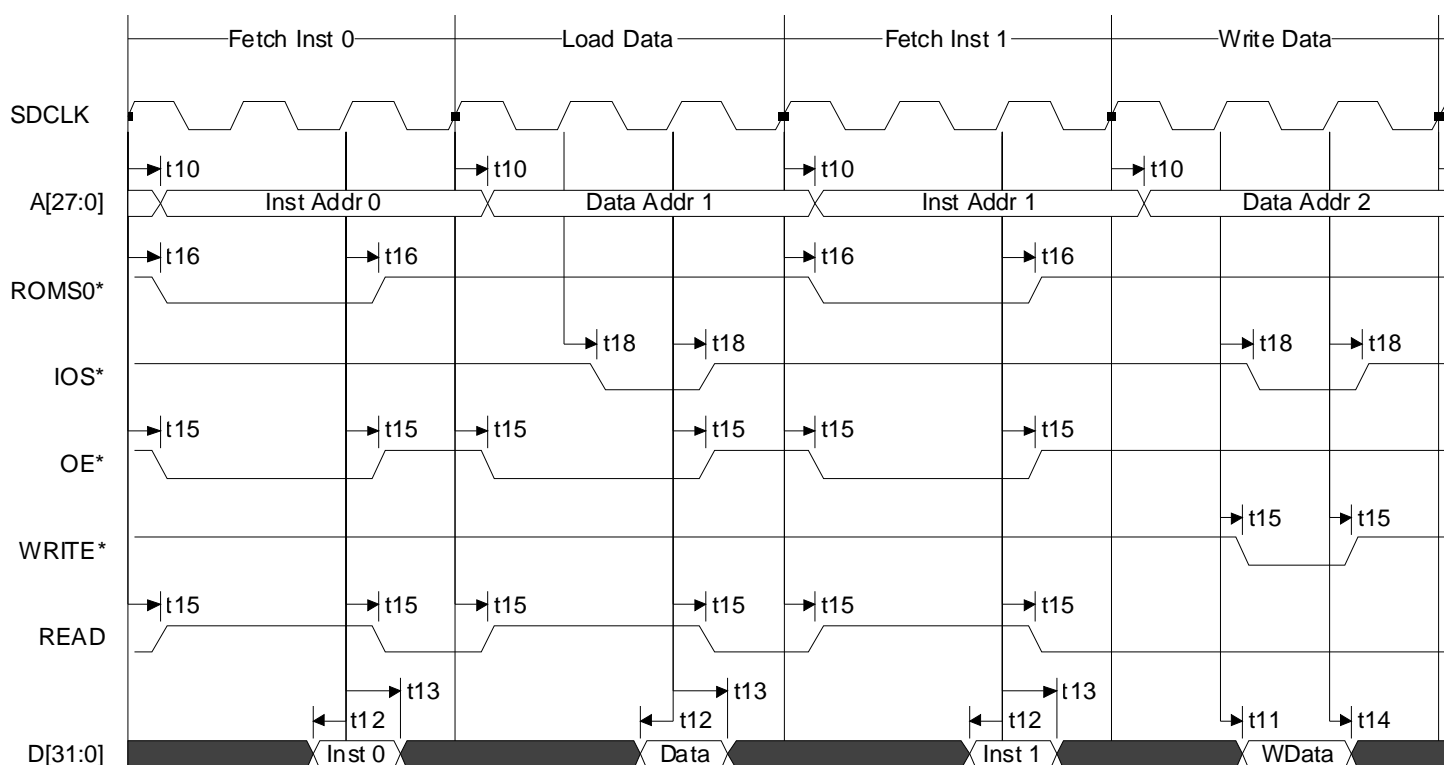 Fetch Inst 0 Load Data Fetch Inst 1 Write Data
SDCLK
t10 t10 t10 t10
A[27:0] Inst Addr 0 Data Addr 1 Inst Addr 1 Data Addr 2
t16 t16 t16 t16
ROMS0*
t18 t18 t18 t18
IOS*
t15 t15 t15 t15 t15 t15
OE*
t15 t15
WRITE*
t15 t15 t15 t15 t15 t15
READ
t13 t13 t13
t12 t12 t12 t11 t14
D[31:0] Inst 0 Data Inst 1 WData